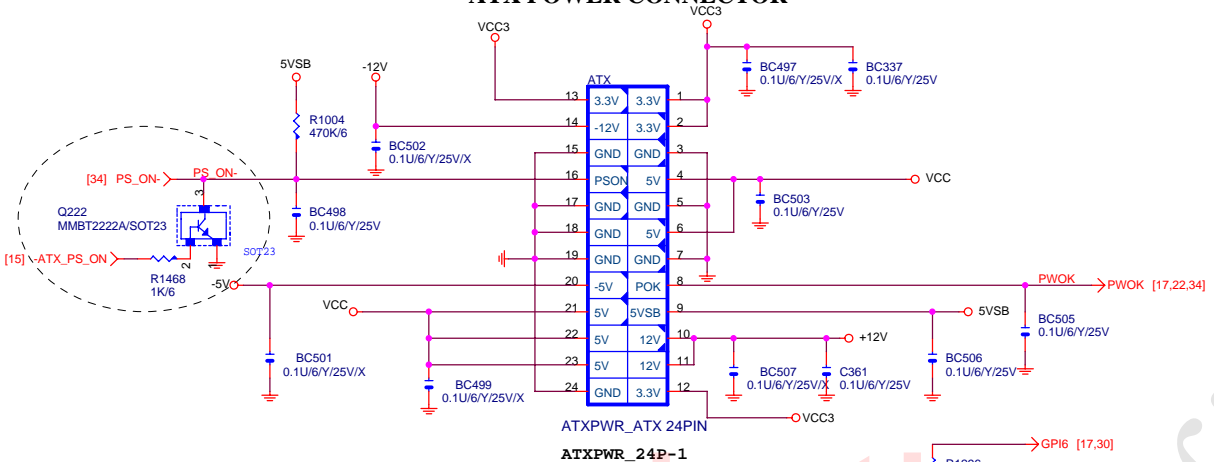 ATX POWER CONNECTOR
VCC3
VCC3
5VSB
-12V
BC497
0.1U/6/Y/25V/X
BC337
0.1U/6/Y/25V
ATX
R1004
470K/6
BC502
0.1U/6/Y/25V/X
13 3.3V 3.3V 1
14 -12V 3.3V 2
15 GND GND 3
16 PSON 5V 4
17 GND GND 5
18 GND 5V 6
19 GND GND 7
20 -5V POK 8
21 5V 5VSB 9
22 5V 12V 10
23 5V 12V 11
24 GND 3.3V 12
[34] PS_ON-
PS_ON-
VCC
3
Q222
MMBT2222A/SOT23
BC498
0.1U/6/Y/25V
BC503
0.1U/6/Y/25V
SOT23
[15] -ATX_PS_ON
2
1
R1468
1K/6
-5V
PWOK
PWOK [17,22,34]
VCC
5VSB
BC505
0.1U/6/Y/25V
+12V
BC501
0.1U/6/Y/25V/X
BC499
0.1U/6/Y/25V/X
BC507
0.1U/6/Y/25V/X
C361
0.1U/6/Y/25V
BC506
0.1U/6/Y/25V
VCC3
ATXPWR_ATX 24PIN
ATXPWR_24P-1
GPI6 [17,30]